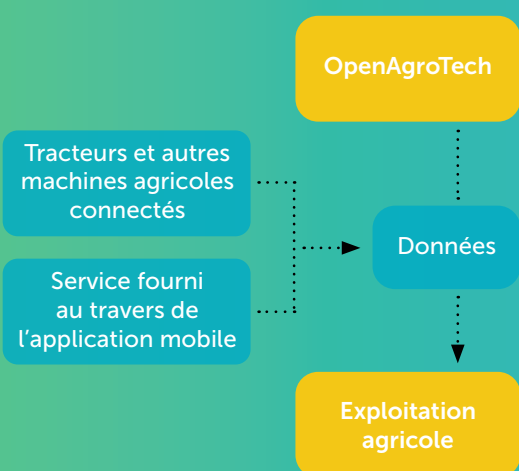 OpenAgroTech
Tracteurs et autres
machines agricoles
connectés
Données
Service fourni
au travers de
l’application mobile
Exploitation
agricole